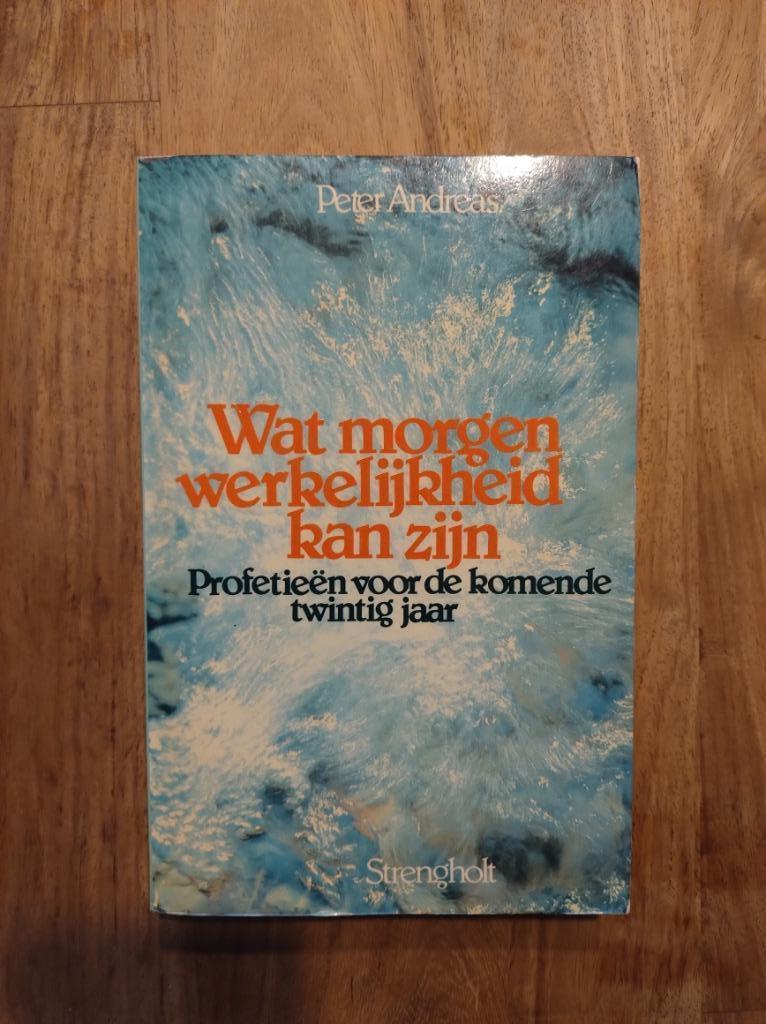 Peter Andreas
Wat morgen
werkelijkheid
kan zijn
Profetieën voor de komende
twintig jaar
Strengholt